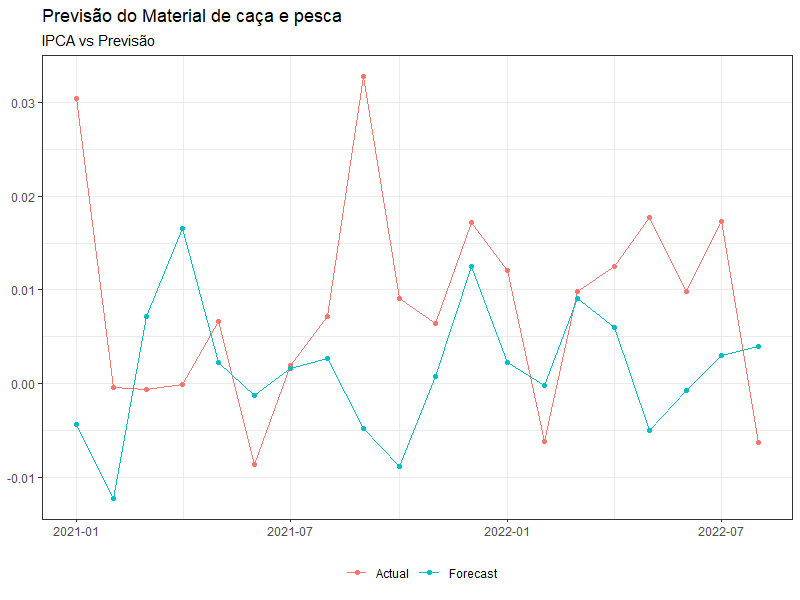 Previsão do Material de caça e pesca
IPCA vs Previsão
0.03
0.02
0.01
0.00
-0.01
2021-01 2021-07 2022-01 2022-07
Actual Forecast